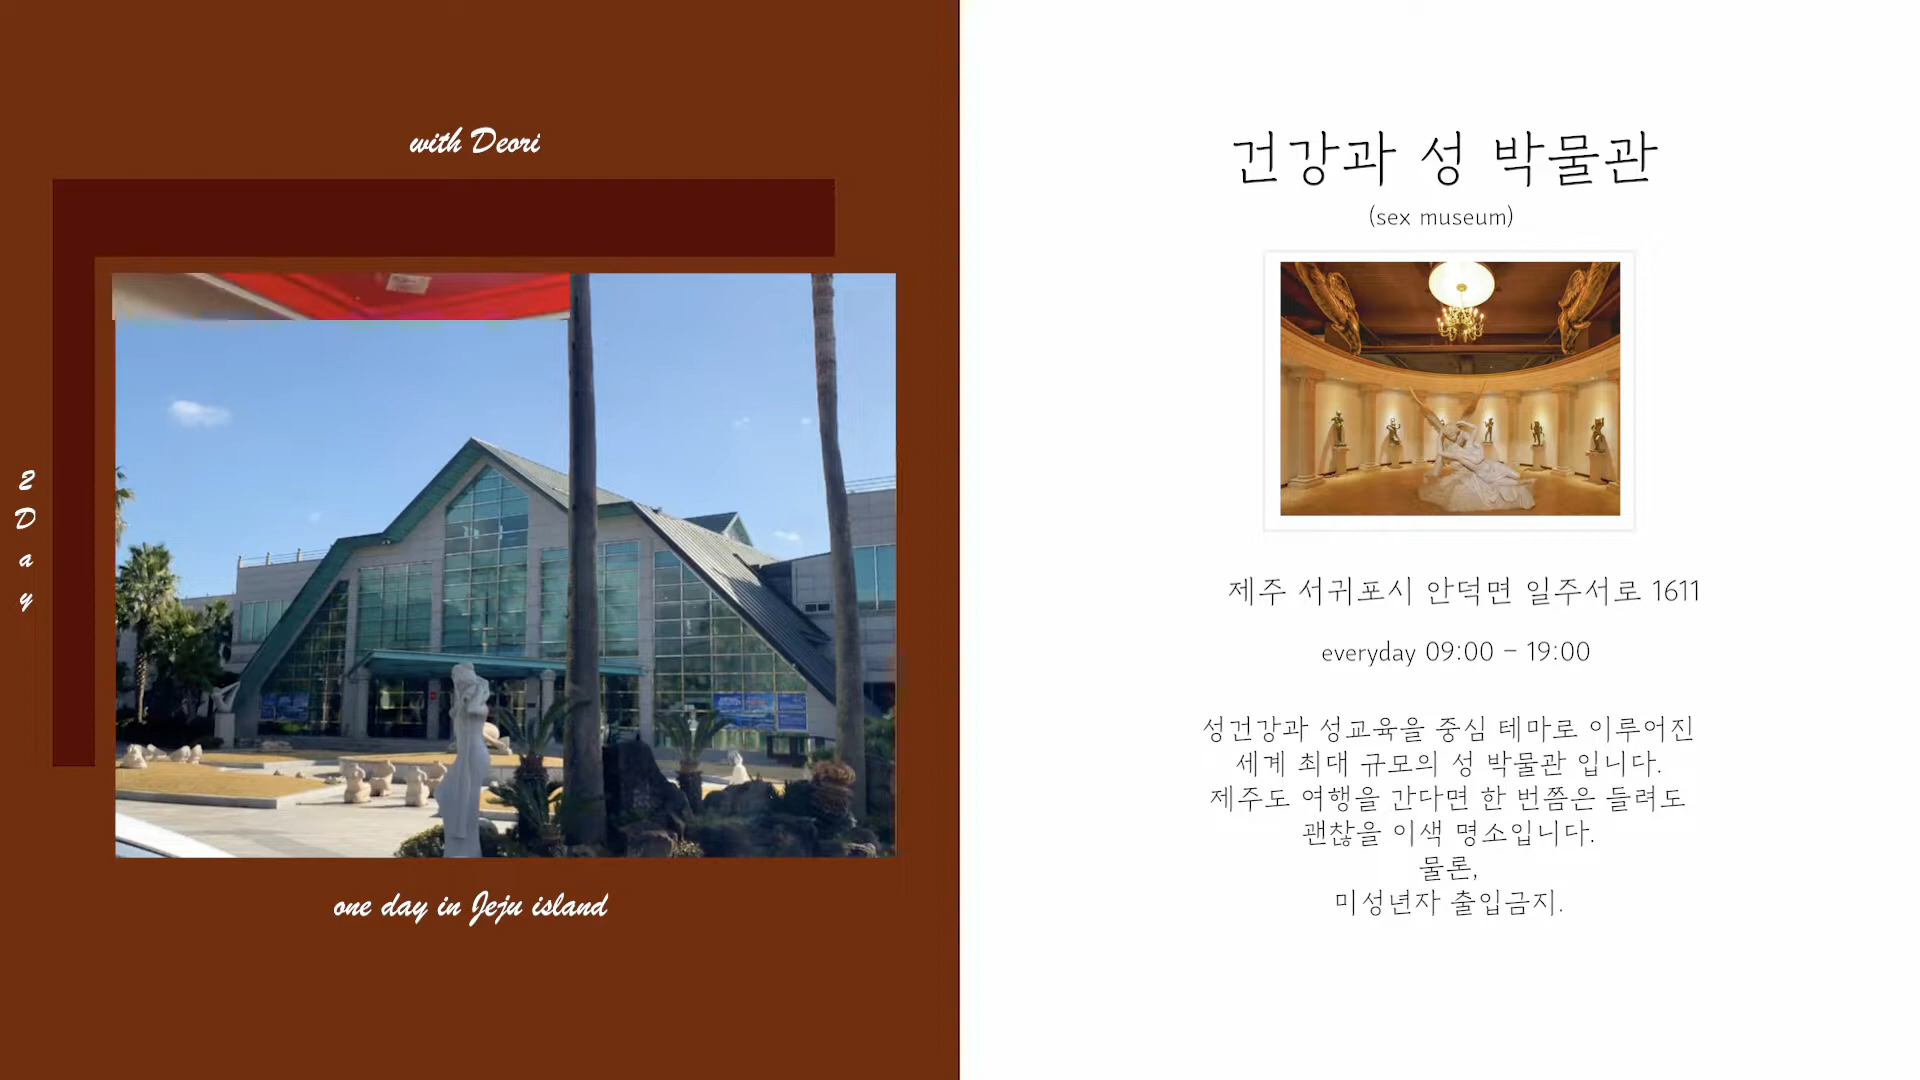 with Deori
2Day
one day in Jeju island
건강과 성 박물관
(sex museum)
제주 서귀포시 안덕면 일주서로 1611
everyday 09:00 - 19:00
성건강과 성교육을 중심 테마로 이루어진
세계 최대 규모의 성 박물관 입니다.
제주도 여행을 간다면 한 번쯤은 들려도
괜찮을 이색 명소입니다.
물론,
미성년자 출입금지.